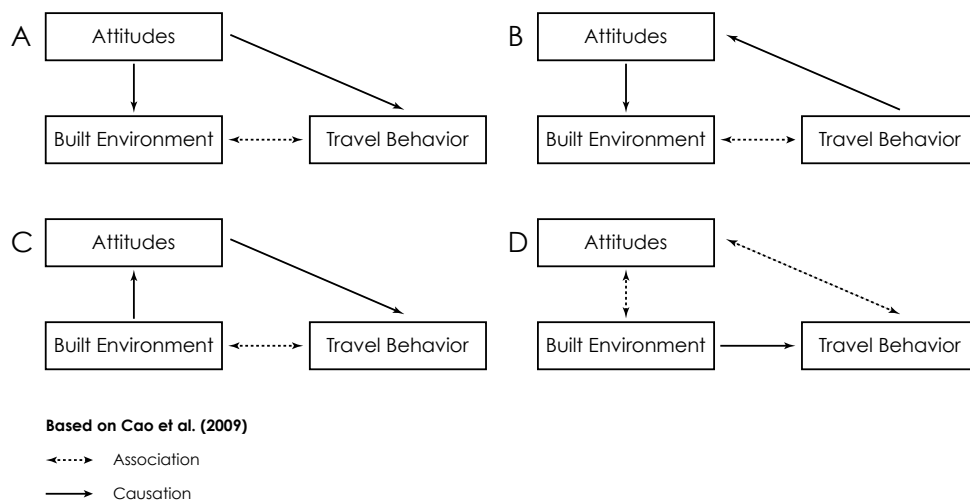 A
Attitudes
Built Environment
Travel Behavior
B
Attitudes
Built Environment
Travel Behavior
C
Attitudes
Built Environment
Travel Behavior
D
Attitudes
Built Environment
Travel Behavior
Based on Cao et al. (2009)
Association
Causation